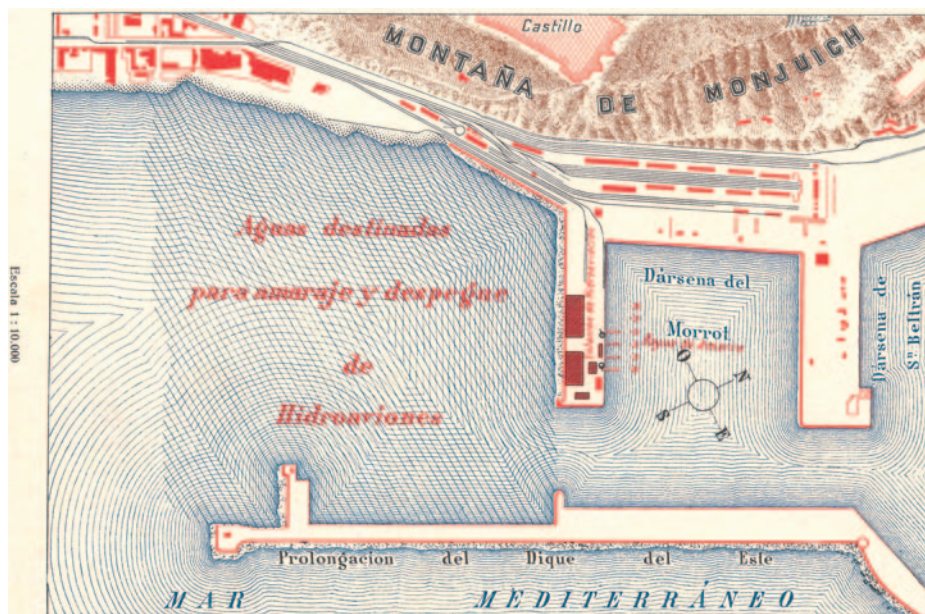 Castillo
MONTAÑA DE MONJUICH
Aguas destinadas
para amaraje y despegue
de
Hidroaviones
Escala 1 : 10.000
Dársena del
Morrot
O
N
S
E
Dársena de
Sn Beltrán
Prolongacion del Dique del Este
MAR MEDITERRÁNEO